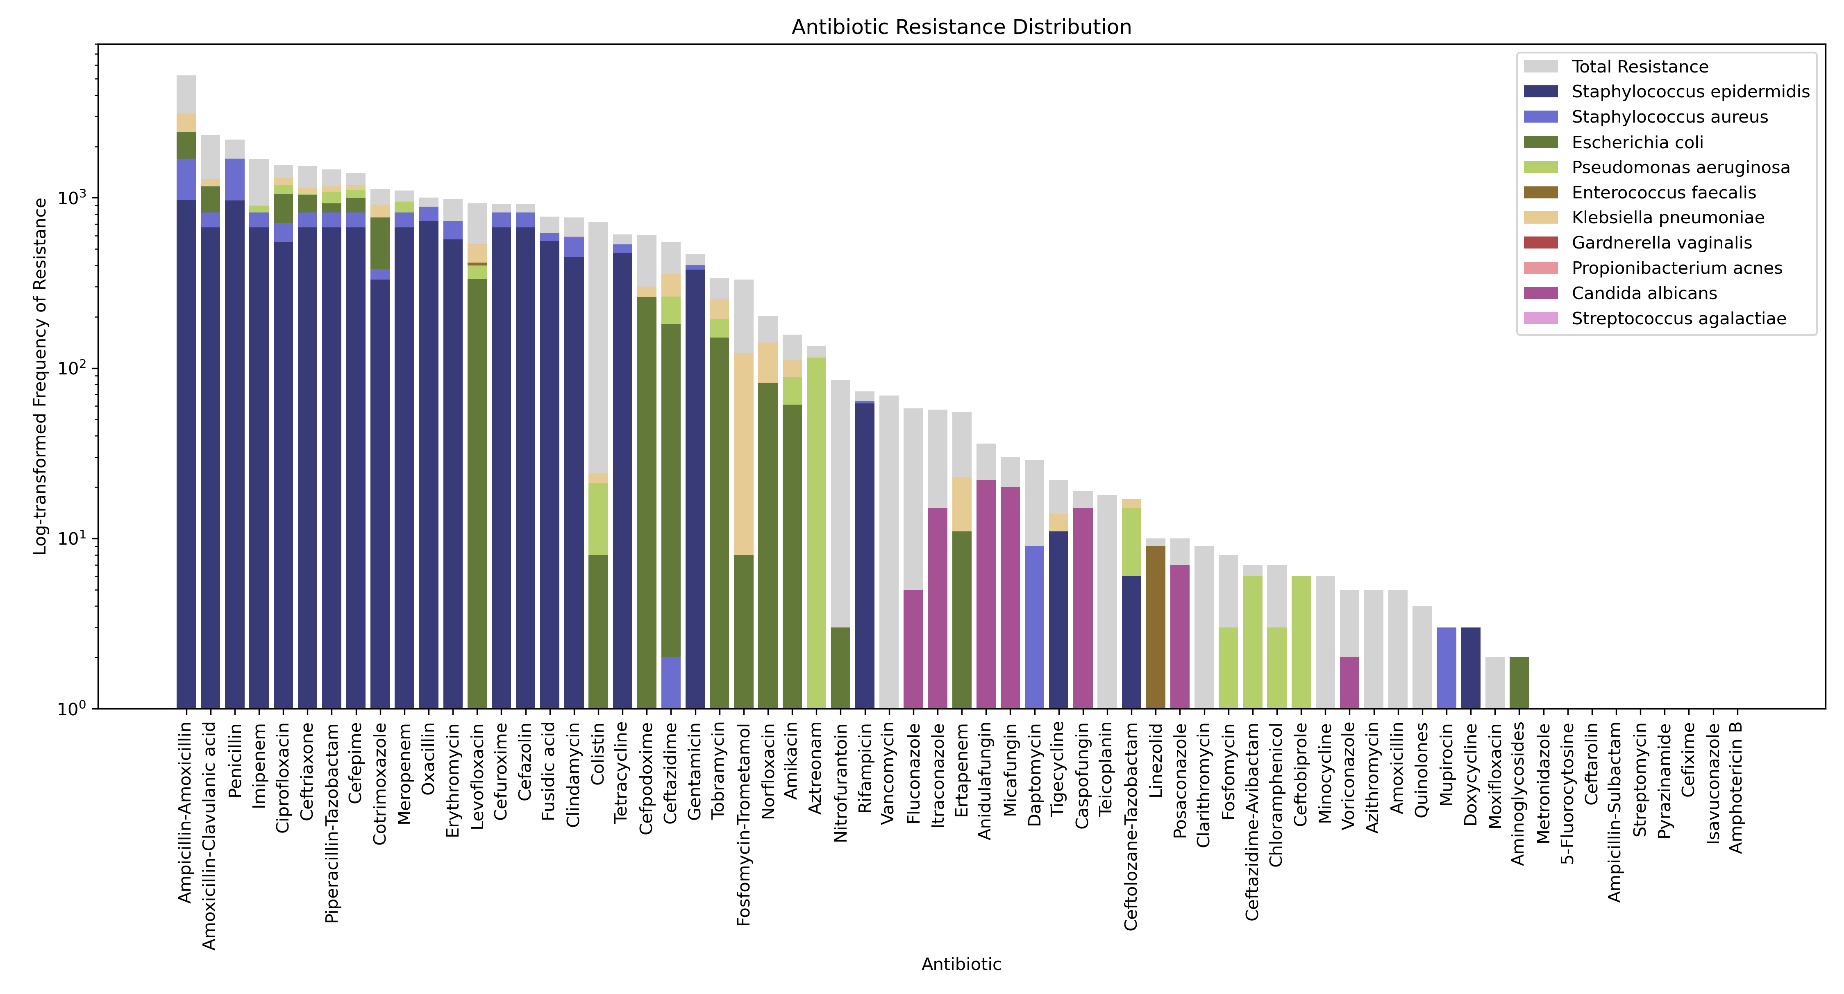 Antibiotic Resistance Distribution
Log-transformed Frequency of Resistance
10³
10²
10¹
10⁰
Total Resistance
Staphylococcus epidermidis
Staphylococcus aureus
Escherichia coli
Pseudomonas aeruginosa
Enterococcus faecalis
Klebsiella pneumoniae
Gardnerella vaginalis
Propionibacterium acnes
Candida albicans
Streptococcus agalactiae
Ampicillin-Amoxicillin
Amoxicillin-Clavulanic acid
Penicillin
Imipenem
Ciprofloxacin
Ceftriaxone
Piperacillin-Tazobactam
Cefepime
Cotrimoxazole
Meropenem
Oxacillin
Erythromycin
Levofloxacin
Cefuroxime
Cefazolin
Fusidic acid
Clindamycin
Colistin
Tetracycline
Cefpodoxime
Ceftazidime
Gentamicin
Tobramycin
Fosfomycin-Trometamol
Norfloxacin
Amikacin
Aztreonam
Nitrofurantoin
Rifampicin
Vancomycin
Fluconazole
Itraconazole
Ertapenem
Anidulafungin
Micafungin
Daptomycin
Tigecycline
Caspofungin
Teicoplanin
Ceftolozane-Tazobactam
Linezolid
Posaconazole
Clarithromycin
Fosfomycin
Ceftazidime-Avibactam
Chloramphenicol
Ceftobiprole
Minocycline
Voriconazole
Azithromycin
Amoxicillin
Quinolones
Mupirocin
Doxycycline
Moxifloxacin
Aminoglycosides
Metronidazole
5-Fluorocytosine
Ceftarolin
Ampicillin-Sulbactam
Streptomycin
Pyrazinamide
Cefixime
Isavuconazole
Amphotericin B
Antibiotic